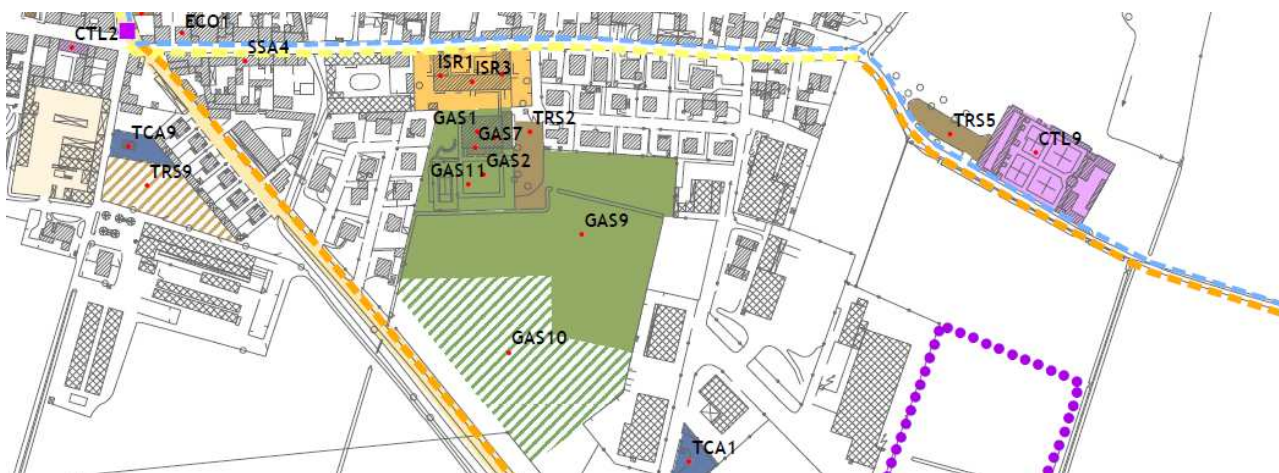 ECO1
CTL2
SSA4
ISR1
ISR3
GAS1
GAS7
TRS2
TRS5
CTL9
TCA9
TRS9
GAS2
GAS11
GAS9
GAS10
TCA1